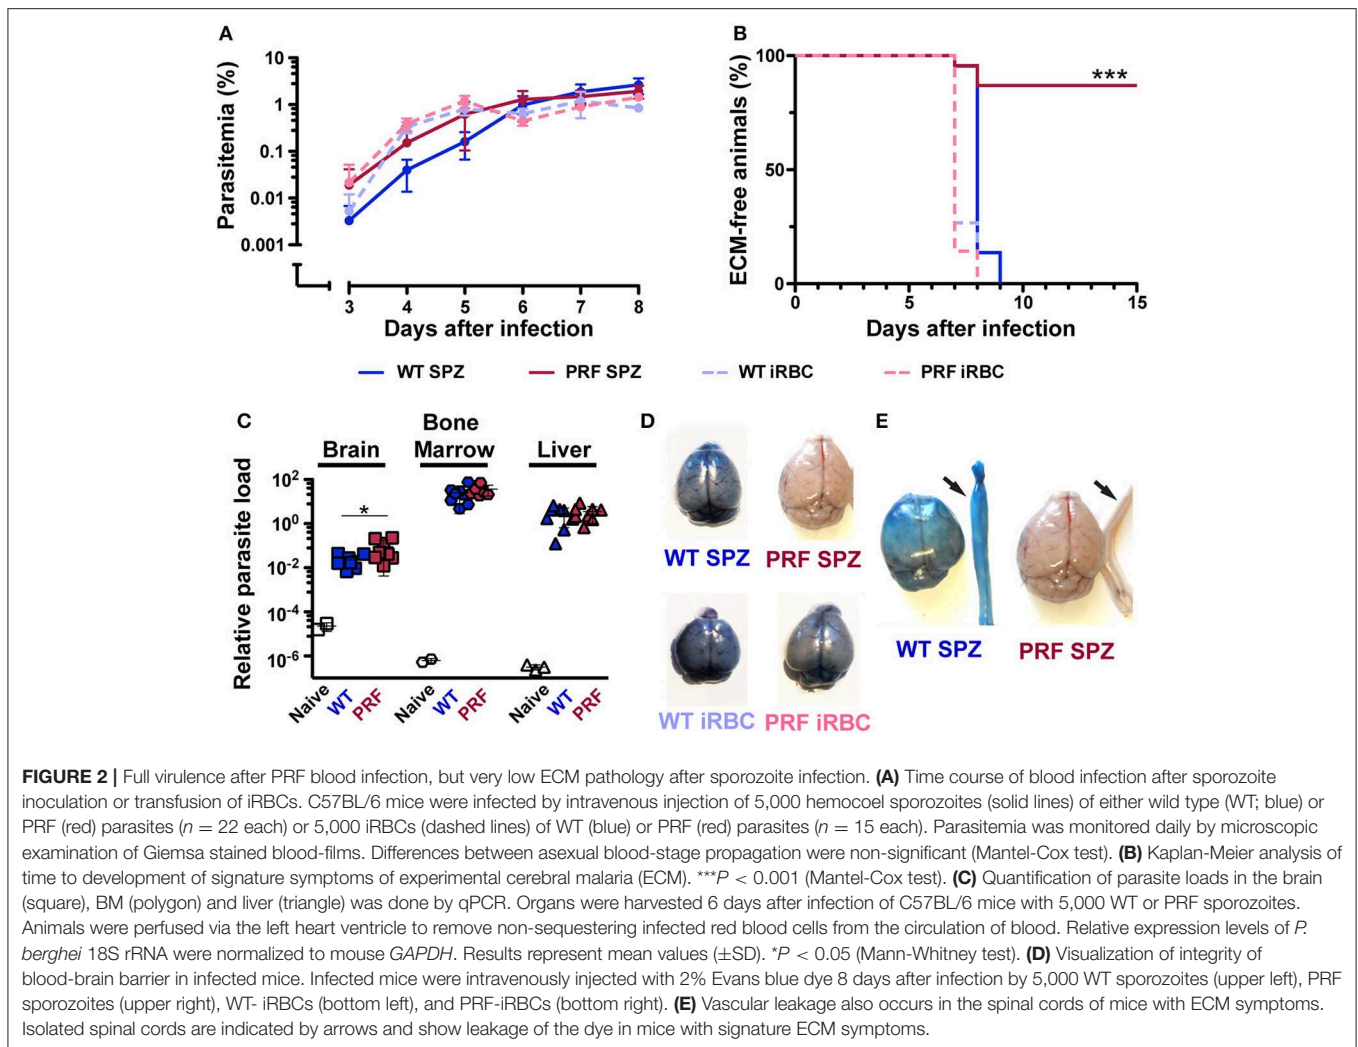 A
Parasitemia (%)
10
1
0.1
0.01
0.001
3 4 5 6 7 8
Days after infection
B
ECM-free animals (%)
100
50
0
***
0 5 10 15
Days after infection
WT SPZ PRF SPZ WT iRBC PRF iRBC
C
Brain Bone Marrow Liver
Relative parasite load
10²
10⁰
10⁻²
10⁻⁴
10⁻⁶
*
Naive WT PRF Naive WT PRF Naive WT PRF
D
WT SPZ PRF SPZ
WT iRBC PRF iRBC
E
WT SPZ PRF SPZ
FIGURE 2 | Full virulence after PRF blood infection, but very low ECM pathology after sporozoite infection. (A) Time course of blood infection after sporozoite
inoculation or transfusion of iRBCs. C57BL/6 mice were infected by intravenous injection of 5,000 hemocoel sporozoites (solid lines) of either wild type (WT; blue) or
PRF (red) parasites (n = 22 each) or 5,000 iRBCs (dashed lines) of WT (blue) or PRF (red) parasites (n = 15 each). Parasitemia was monitored daily by microscopic
examination of Giemsa stained blood-films. Differences between asexual blood-stage propagation were non-significant (Mantel-Cox test). (B) Kaplan-Meier analysis of
time to development of signature symptoms of experimental cerebral malaria (ECM). ***P < 0.001 (Mantel-Cox test). (C) Quantification of parasite loads in the brain
(square), BM (polygon) and liver (triangle) was done by qPCR. Organs were harvested 6 days after infection of C57BL/6 mice with 5,000 WT or PRF sporozoites.
Animals were perfused via the left heart ventricle to remove non-sequestering infected red blood cells from the circulation of blood. Relative expression levels of P.
berghei 18S rRNA were normalized to mouse GAPDH. Results represent mean values (±SD). *P < 0.05 (Mann-Whitney test). (D) Visualization of integrity of
blood-brain barrier in infected mice. Infected mice were intravenously injected with 2% Evans blue dye 8 days after infection by 5,000 WT sporozoites (upper left), PRF
sporozoites (upper right), WT- iRBCs (bottom left), and PRF-iRBCs (bottom right). (E) Vascular leakage also occurs in the spinal cords of mice with ECM symptoms.
Isolated spinal cords are indicated by arrows and show leakage of the dye in mice with signature ECM symptoms.